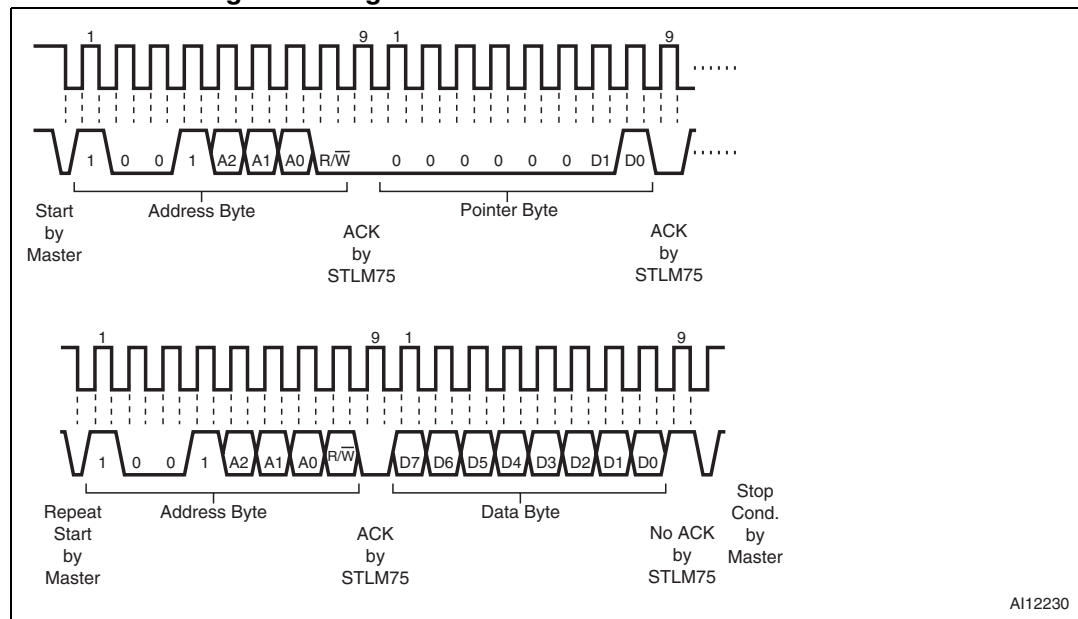 1 9 1 9
1 0 0 1 A2 A1 A0 R/W 0 0 0 0 0 0 D1 D0
Address Byte Pointer Byte
Start
by
Master
ACK
by
STLM75
ACK
by
STLM75
1 9 1 9
1 0 0 1 A2 A1 A0 R/W D7 D6 D5 D4 D3 D2 D1 D0
Address Byte Data Byte
Repeat
Start
by
Master
ACK
by
STLM75
No ACK
by
STLM75
Stop
Cond.
by
Master
AI12230